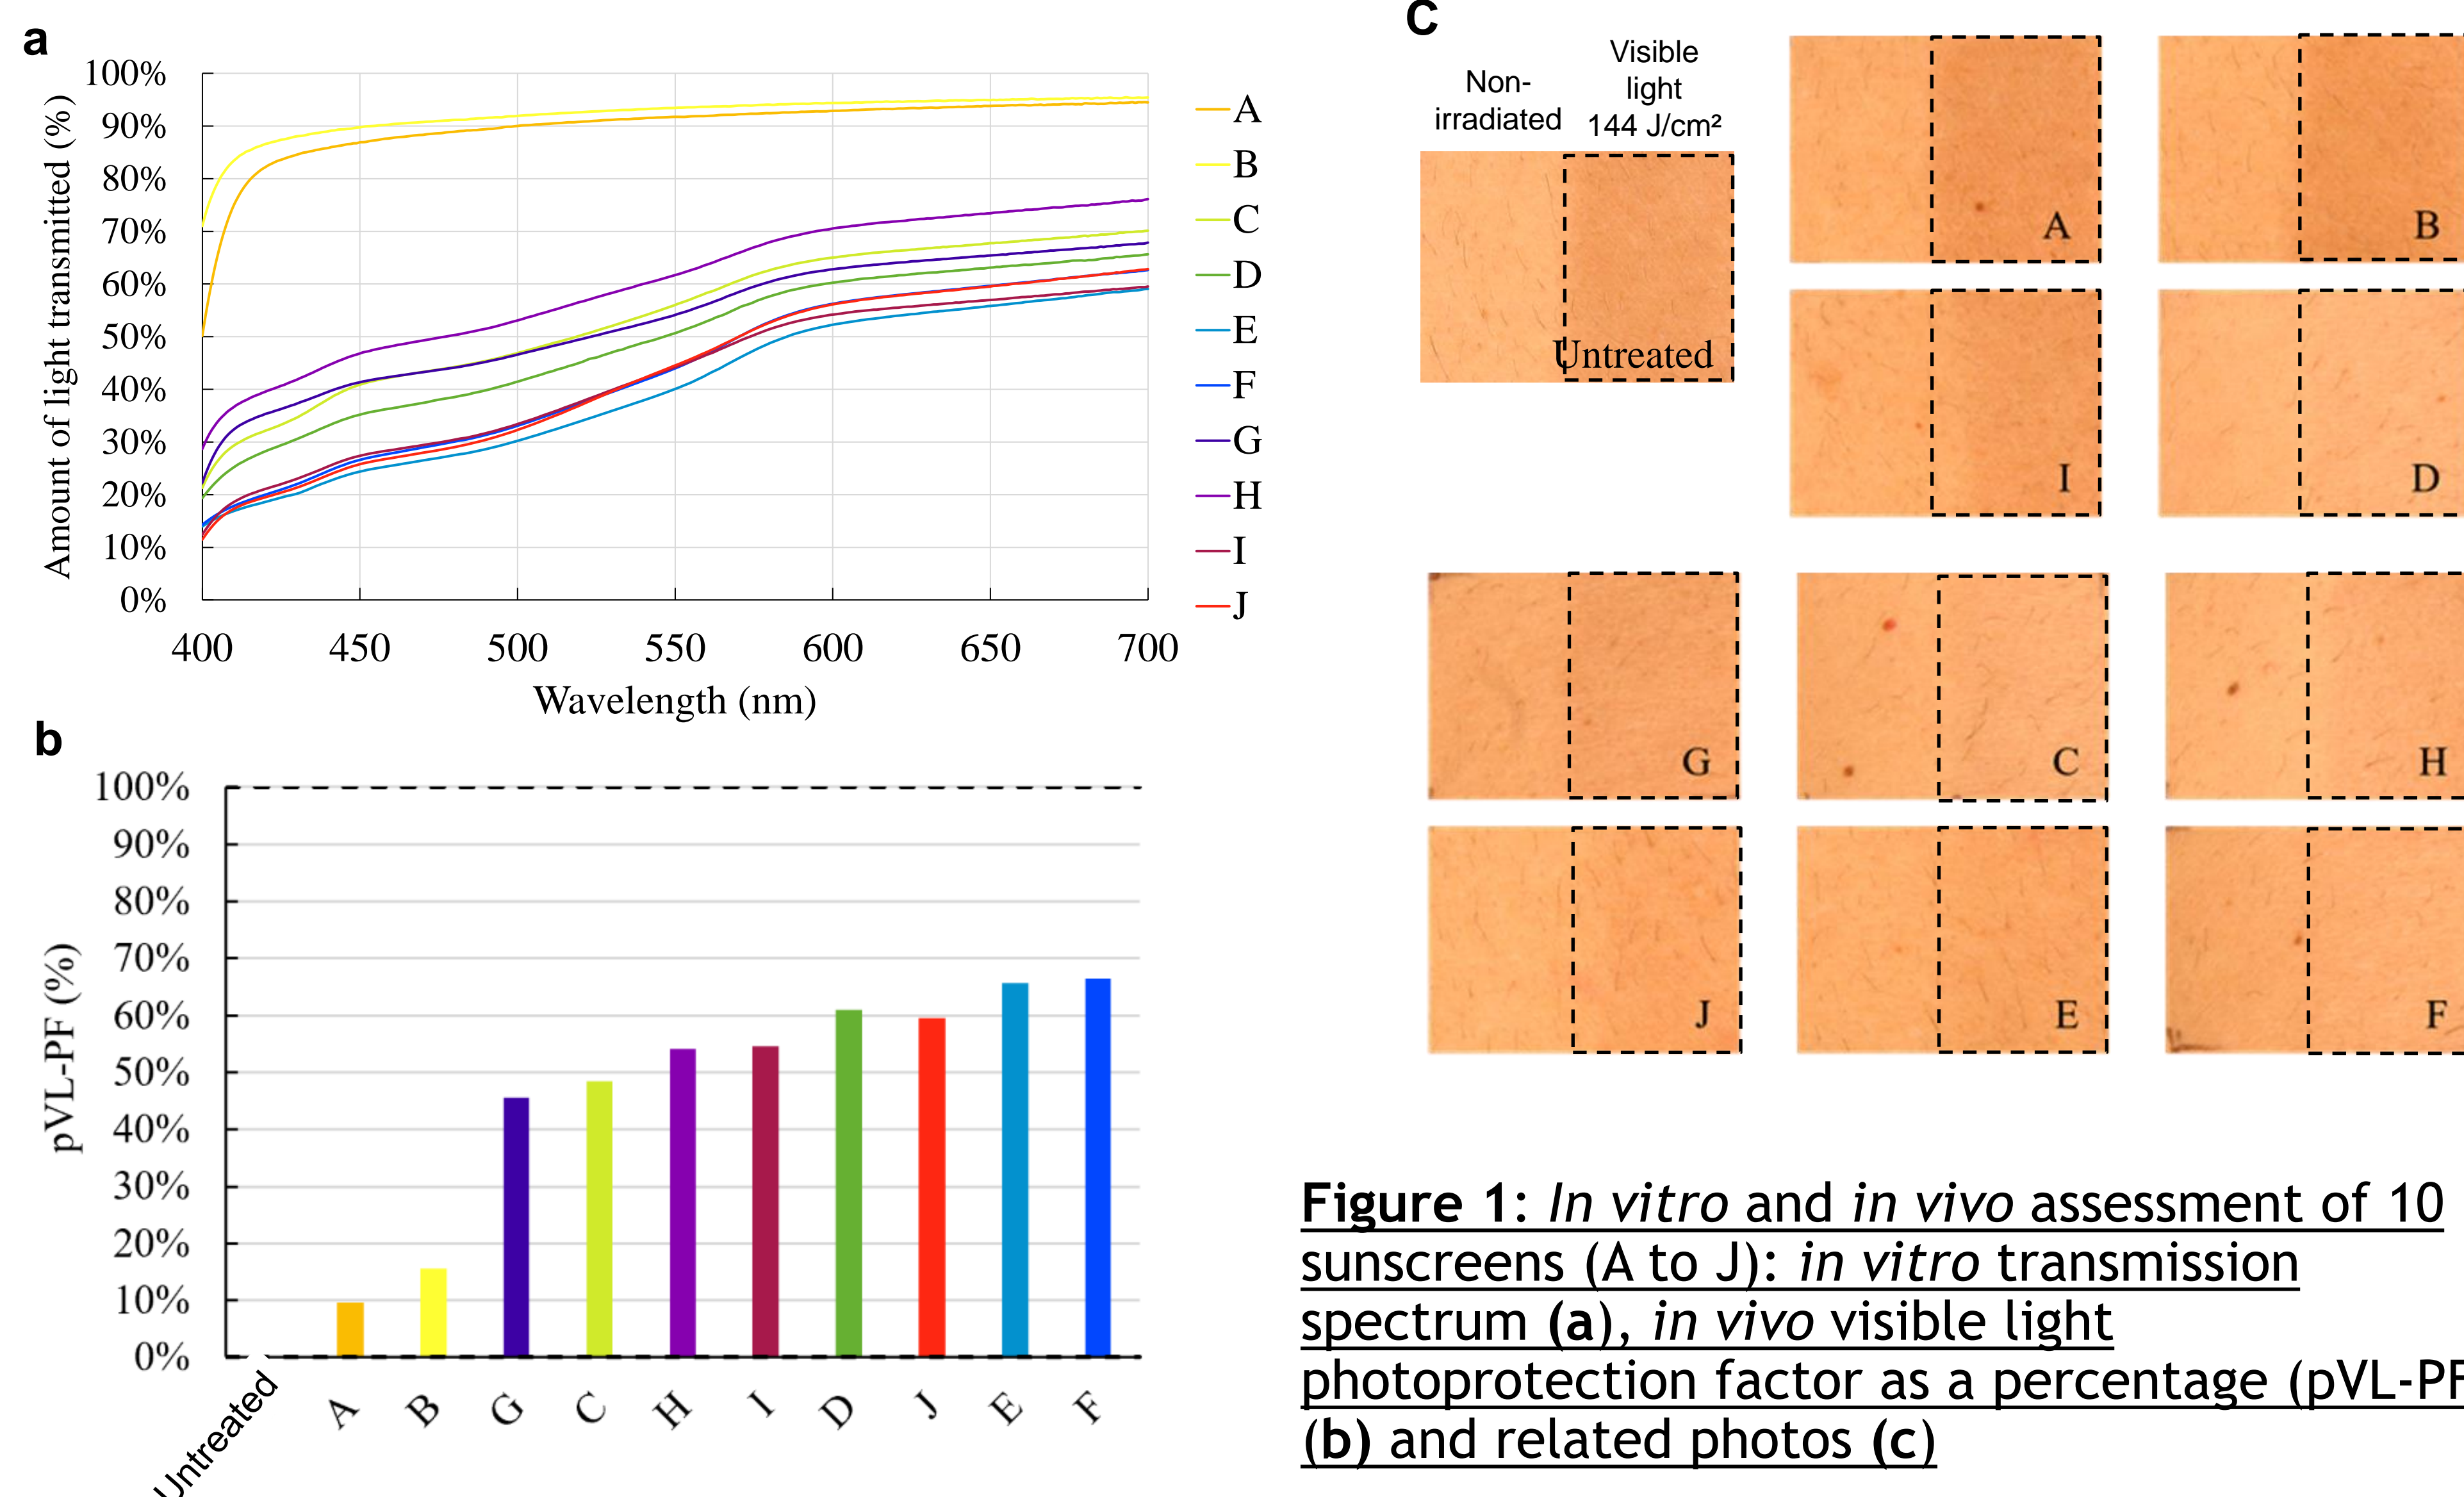 a
100%
90%
80%
70%
60%
50%
40%
30%
20%
10%
0%
Amount of light transmitted (%)
400 450 500 550 600 650 700
Wavelength (nm)
A
B
C
D
E
F
G
H
I
J
b
100%
90%
80%
70%
60%
50%
40%
30%
20%
10%
0%
pVL-PF (%)
Untreated A B G C H I D J E F
C
Non-
irradiated
Visible
light
144 J/cm²
Untreated
A
B
I
D
G
C
H
J
E
F
Figure 1: In vitro and in vivo assessment of 10
sunscreens (A to J): in vitro transmission
spectrum (a), in vivo visible light
photoprotection factor as a percentage (pVL-PF
(b) and related photos (c)